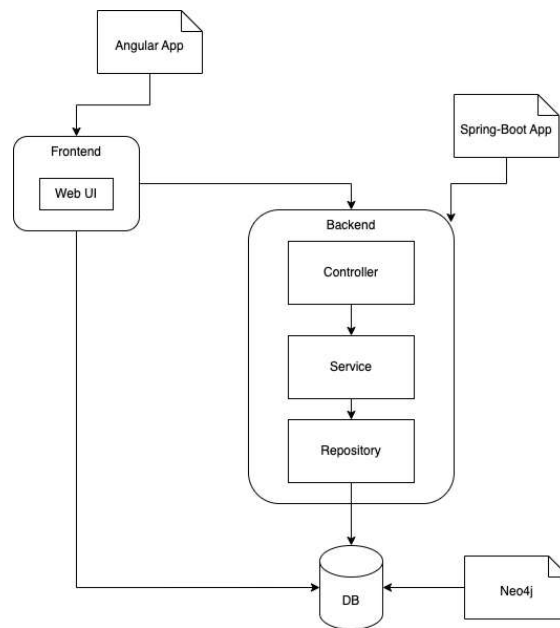 Angular App
Spring-Boot App
Frontend
Web UI
Backend
Controller
Service
Repository
DB
Neo4j